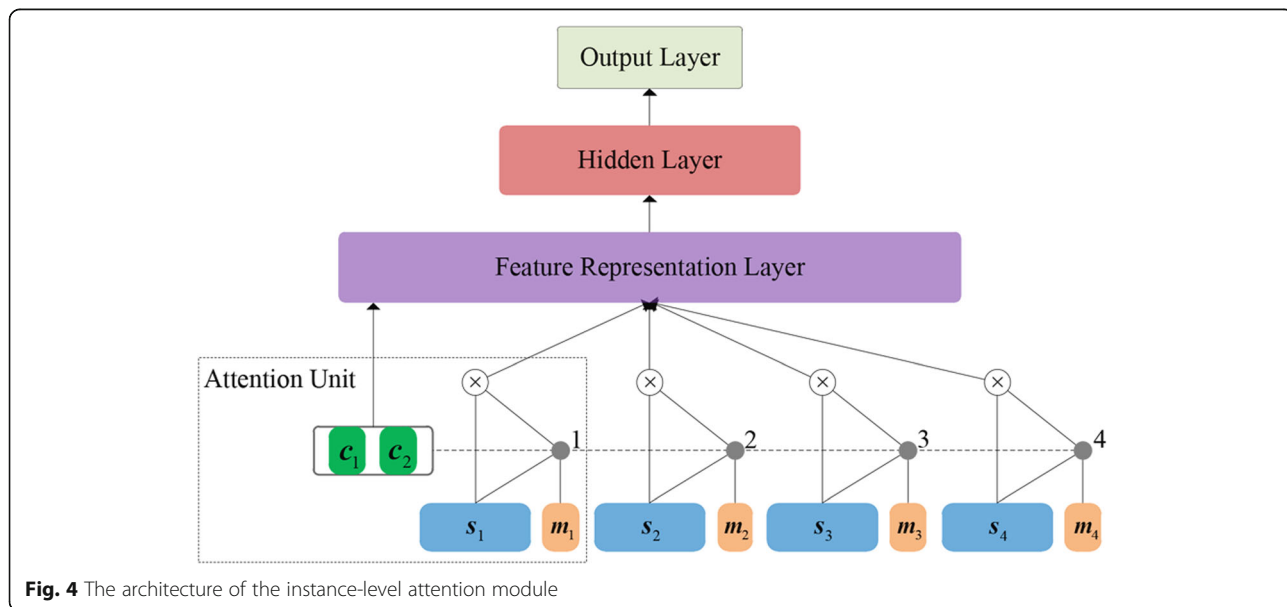 Output Layer
Hidden Layer
Feature Representation Layer
Attention Unit
× × × ×
1 2 3 4
c₁ c₂
s₁ m₁ s₂ m₂ s₃ m₃ s₄ m₄
Fig. 4 The architecture of the instance-level attention module